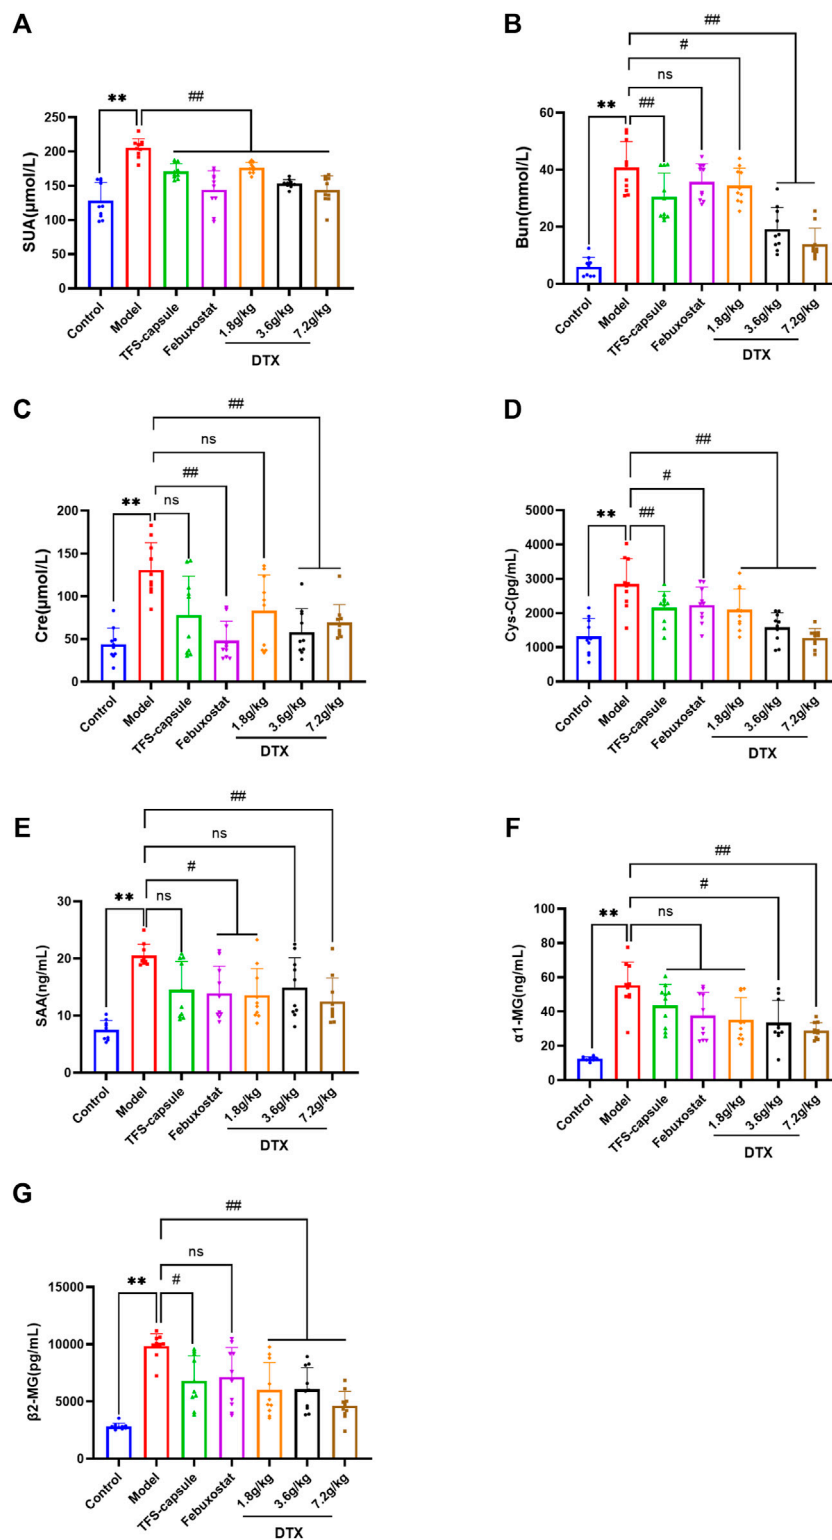 A
**
##
SUA(μmol/L)
250
200
150
100
50
0
Control
Model
TFS-capsule
Febuxostat
1.8g/kg
3.6g/kg
7.2g/kg
DTX
B
##
#
ns
**
##
Bun(mmol/L)
60
40
20
0
Control
Model
TFS-capsule
Febuxostat
1.8g/kg
3.6g/kg
7.2g/kg
DTX
C
##
ns
##
**
ns
Cre(μmol/L)
200
150
100
50
0
Control
Model
TFS-capsule
Febuxostat
1.8g/kg
3.6g/kg
7.2g/kg
DTX
D
##
#
**
##
Cys-C(pg/mL)
5000
4000
3000
2000
1000
0
Control
Model
TFS-capsule
Febuxostat
1.8g/kg
3.6g/kg
7.2g/kg
DTX
E
##
ns
#
**
ns
SAA(ng/mL)
30
20
10
0
Control
Model
TFS-capsule
Febuxostat
1.8g/kg
3.6g/kg
7.2g/kg
DTX
F
##
#
**
ns
α1-MG(ng/mL)
100
80
60
40
20
0
Control
Model
TFS-capsule
Febuxostat
1.8g/kg
3.6g/kg
7.2g/kg
DTX
G
##
ns
**
#
β2-MG(pg/mL)
15000
10000
5000
0
Control
Model
TFS-capsule
Febuxostat
1.8g/kg
3.6g/kg
7.2g/kg
DTX